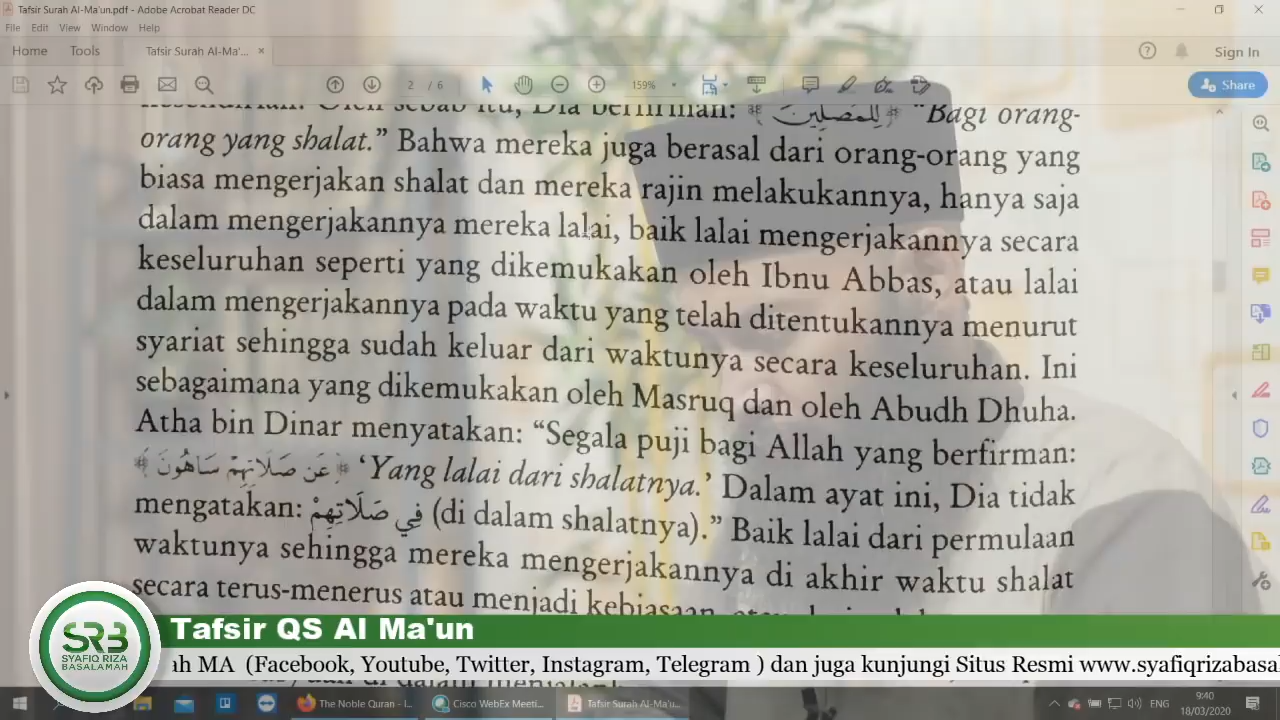 Tafsir Surah Al-Ma'un.pdf - Adobe Acrobat Reader DC
File Edit View Window Help
Home Tools Tafsir Surah Al-Ma'... × Sign In
2 / 6 159% Share
itu, Dia berfirman: ﴿ لِلْمُصَلِّينَ ﴾ “Bagi orang-
orang yang shalat.” Bahwa mereka juga berasal dari orang-orang yang
biasa mengerjakan shalat dan mereka rajin melakukannya, hanya saja
dalam mengerjakannya mereka lalai, baik lalai mengerjakannya secara
keseluruhan seperti yang dikemukakan oleh Ibnu Abbas, atau lalai
dalam mengerjakannya pada waktu yang telah ditentukannya menurut
syariat sehingga sudah keluar dari waktunya secara keseluruhan. Ini
sebagaimana yang dikemukakan oleh Masruq dan oleh Abudh Dhuha.
Atha bin Dinar menyatakan: “Segala puji bagi Allah yang berfirman:
﴿ عَن صَلَاتِهِمْ سَاهُونَ ﴾ ‘Yang lalai dari shalatnya.’ Dalam ayat ini, Dia tidak
mengatakan: فِي صَلَاتِهِمْ (di dalam shalatnya).” Baik lalai dari permulaan
waktunya sehingga mereka mengerjakannya di akhir waktu shalat
secara terus-menerus atau menjadi kebiasaan,
SRB
SYAFIQ RIZA
BASALAMAH
Tafsir QS Al Ma'un
ah MA (Facebook, Youtube, Twitter, Instagram, Telegram ) dan juga kunjungi Situs Resmi www.syafiqrizabasal
The Noble Quran - I... Cisco WebEx Meeti... Tafsir Surah Al-Ma'u...
ENG
9:40
18/03/2020